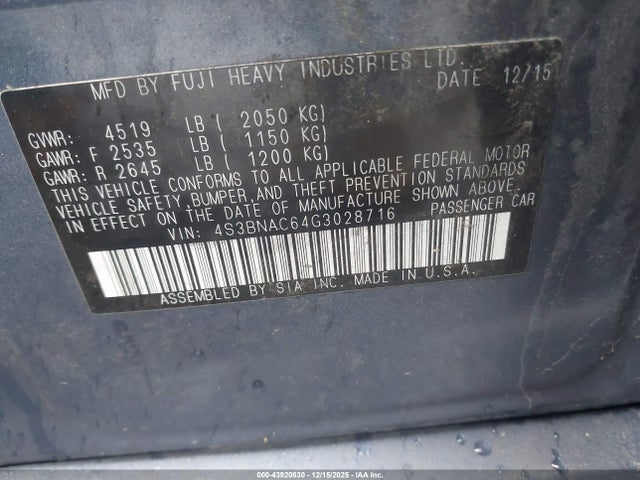 MFD BY FUJI HEAVY INDUSTRIES LTD.
DATE 12/15
GVWR: 4519 LB ( 2050 KG)
GAWR: F 2535 LB ( 1150 KG)
GAWR: R 2645 LB ( 1200 KG)
THIS VEHICLE CONFORMS TO ALL APPLICABLE FEDERAL MOTOR
VEHICLE SAFETY, BUMPER, AND THEFT PREVENTION STANDARDS
IN EFFECT ON THE DATE OF MANUFACTURE SHOWN ABOVE.
VIN: 4S3BNAC64G3028716 PASSENGER CAR
ASSEMBLED BY SIA INC. MADE IN U.S.A.
000-43920830 - 12/15/2025 - IAAI.COM